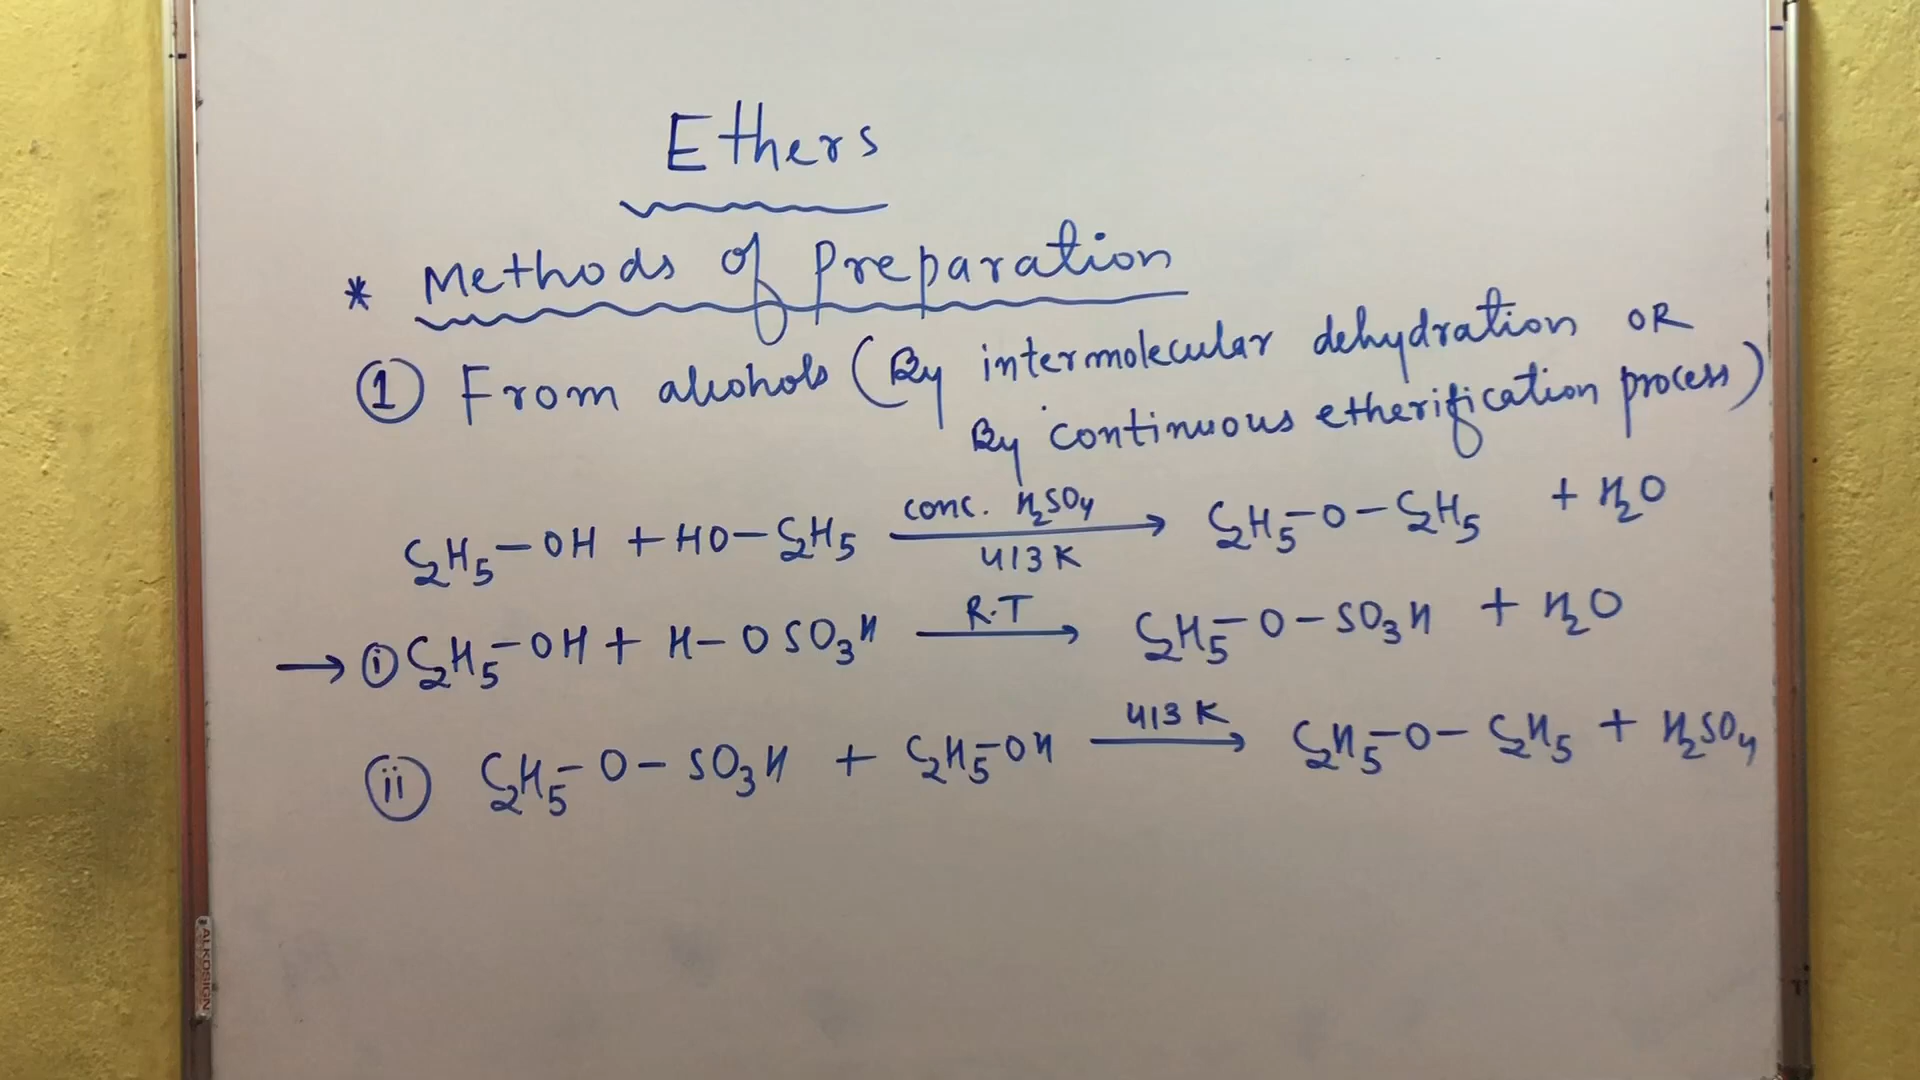 Ethers
* Methods of Preparation
① From alcohols (By intermolecular dehydration OR
By continuous etherification process)
C₂H₅-OH + HO-C₂H₅ conc. H₂SO₄ → 413 K C₂H₅-O-C₂H₅ + H₂O
→ ⓘ C₂H₅-OH + H-OSO₃H R.T → C₂H₅-O-SO₃H + H₂O
(ii) C₂H₅-O-SO₃H + C₂H₅-OH 413 K → C₂H₅-O-C₂H₅ + H₂SO₄
ALKOSIGN